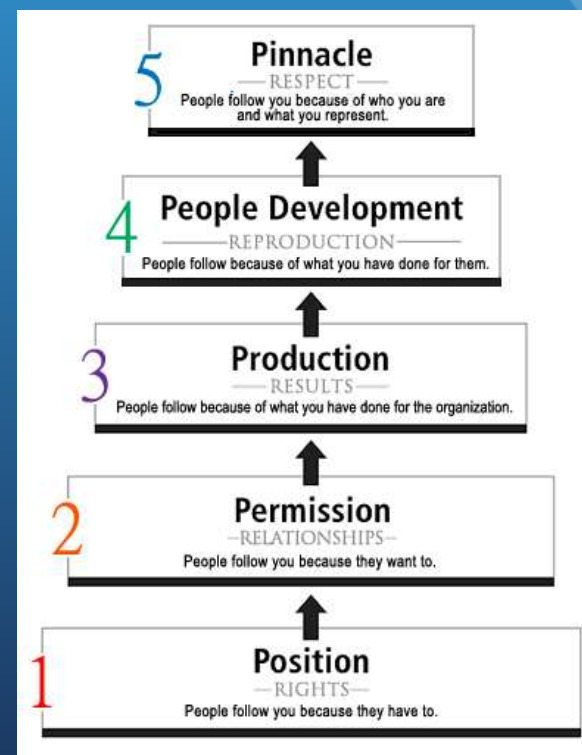 5
Pinnacle
RESPECT
People follow you because of who you are
and what you represent.
4
People Development
REPRODUCTION
People follow because of what you have done for them.
3
Production
RESULTS
People follow because of what you have done for the organization.
2
Permission
RELATIONSHIPS
People follow you because they want to.
1
Position
RIGHTS
People follow you because they have to.